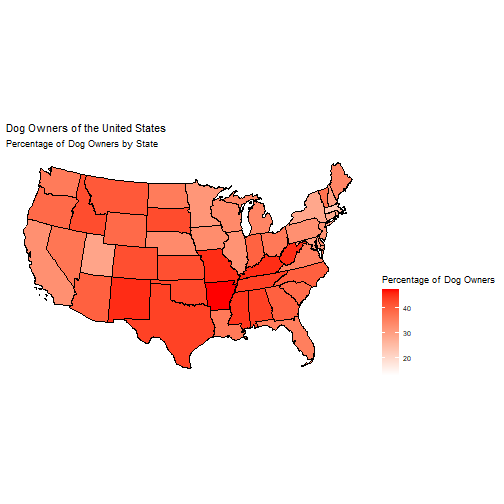 Dog Owners of the United States
Percentage of Dog Owners by State
Percentage of Dog Owners
40
30
20